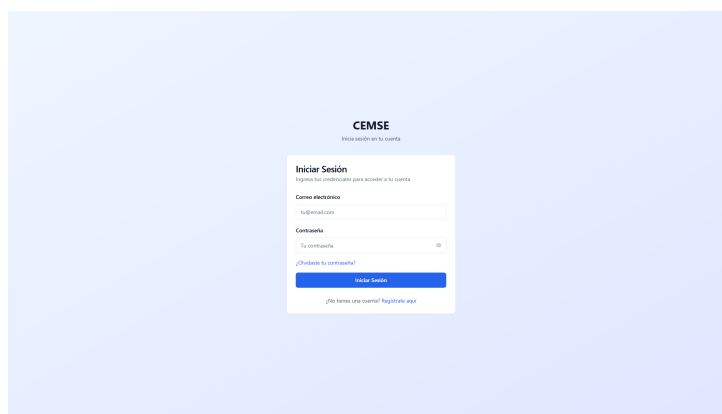 CEMSE
Inicia sesión en tu cuenta
Iniciar Sesión
Ingresa tus credenciales para acceder a tu cuenta
Correo electrónico
tu@email.com
Contraseña
Tu contraseña
¿Olvidaste tu contraseña?
Iniciar Sesión
¿No tienes una cuenta? Regístrate aquí